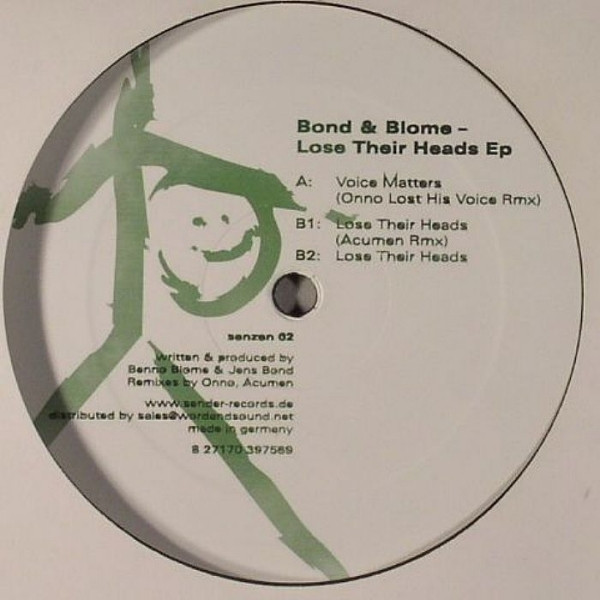 Bond & Blome –
Lose Their Heads Ep
A: Voice Matters
(Onno Lost His Voice Rmx)
B1: Lose Their Heads
(Acumen Rmx)
B2: Lose Their Heads
senzen 02
written & produced by
Benno Blome & Jens Bond
Remixes by Onno, Acumen
www.sender-records.de
distributed by sales@wordandsound.net
made in germany
8 27170 397569